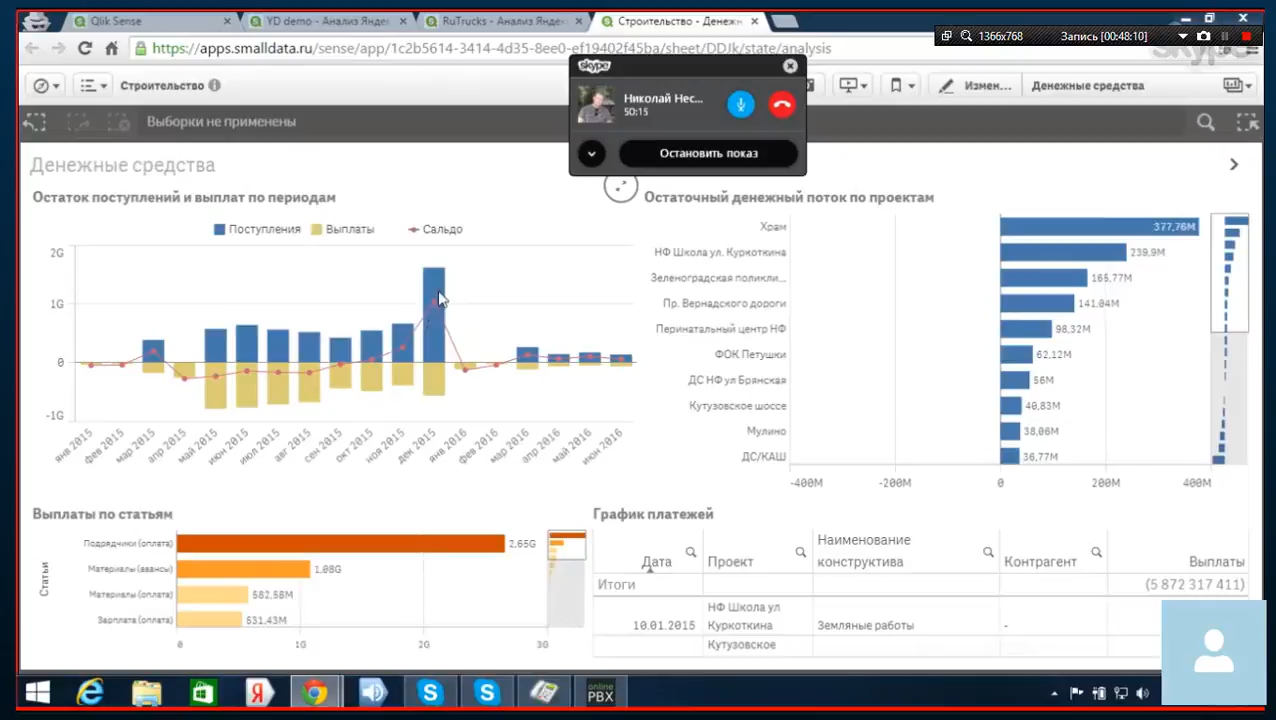 Qlik Sense
YD demo - Анализ Яндек
RuTrucks - Анализ Яндек
Строительство - Денежн
https://apps.smalldata.ru/sense/app/1c2b5614-3414-4d35-8ee0-ef19402f45ba/sheet/DDJk/state/analysis
1366x768
Запись [00:48:10]
skype
Николай Нес...
50:15
Остановить показ
Строительство
Измен...
Денежные средства
Выборки не применены
Денежные средства
Остаток поступлений и выплат по периодам
Поступления
Выплаты
Сальдо
2G
1G
0
-1G
янв 2015
фев 2015
мар 2015
апр 2015
май 2015
июн 2015
июл 2015
авг 2015
сен 2015
окт 2015
ноя 2015
дек 2015
янв 2016
фев 2016
мар 2016
апр 2016
май 2016
июн 2016
Остаточный денежный поток по проектам
Храм 377,76M
НФ Школа ул. Куркоткина 239,9M
Зеленоградская поликли... 165,77M
Пр. Вернадского дороги 141,04M
Перинатальный центр НФ 98,32M
ФОК Петушки 62,12M
ДС НФ ул Брянская 56M
Кутузовское шоссе 40,83M
Мулино 38,06M
ДС/КАШ 36,77M
-400M -200M 0 200M 400M
Выплаты по статьям
Статьи
Подрядчики (оплата) 2,65G
Материалы (авансы) 1,08G
Материалы (оплата) 582,58M
Зарплата (оплата) 531,43M
0 1G 2G 3G
График платежей
Дата
Проект
Наименование
конструктива
Контрагент
Выплаты
Итоги
(5 872 317 411)
10.01.2015
НФ Школа ул
Куркоткина
Земляные работы
-
Кутузовское
online
PBX